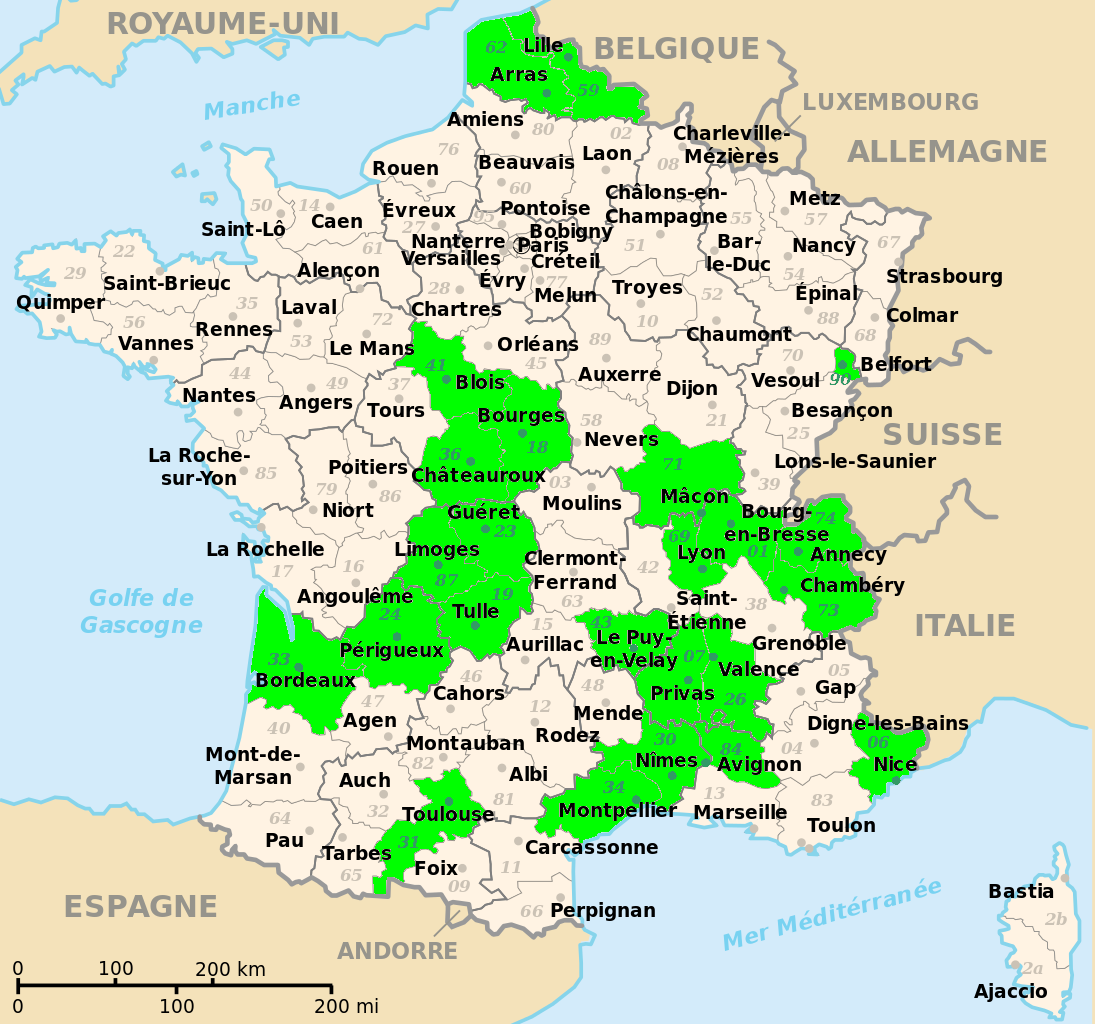 ROYAUME-UNI
BELGIQUE
LUXEMBOURG
ALLEMAGNE
SUISSE
ITALIE
ESPAGNE
ANDORRE
Manche
Golfe de
Gascogne
Mer Méditérranée
62
Lille
Arras
59
Amiens
80
02
Charleville-
Mézières
76
Beauvais
Laon
08
Rouen
60
Châlons-en-
Champagne
Metz
50
14
Caen
Évreux
Pontoise
55
57
Saint-Lô
27
95
Bobigny
Nanterre
Paris
51
Bar-
le-Duc
Nancy
67
22
61
Versailles
Créteil
29
Saint-Brieuc
Alençon
Évry
77
54
Strasbourg
Quimper
35
Laval
28
Melun
Troyes
52
Épinal
56
Rennes
53
72
Chartres
10
88
Colmar
Vannes
Le Mans
Orléans
89
Chaumont
68
44
49
37
41
Blois
45
Auxerre
70
Belfort
Nantes
Angers
Tours
Dijon
Vesoul
90
Bourges
58
21
Besançon
La Roche-
sur-Yon
85
Poitiers
36
18
Nevers
25
79
86
Châteauroux
03
71
Lons-le-Saunier
Niort
Moulins
Mâcon
39
Guéret
23
Bourg-
en-Bresse
74
La Rochelle
Limoges
Clermont-
Ferrand
69
Lyon
01
Annecy
17
16
87
42
Chambéry
Angoulême
19
63
Saint-
Étienne
38
73
24
Tulle
15
43
Périgueux
Aurillac
Le Puy-
en-Velay
07
Grenoble
33
Bordeaux
46
48
Valence
05
47
Cahors
Privas
26
Gap
40
Agen
12
Mende
Digne-les-Bains
Mont-de-
Marsan
Montauban
Rodez
30
84
04
06
82
Nîmes
Avignon
Nice
Auch
Albi
34
13
32
Toulouse
81
Montpellier
Marseille
83
64
Toulon
Pau
31
Tarbes
Carcassonne
65
Foix
11
09
66
Perpignan
Bastia
2b
2a
Ajaccio
0 100 200 km
0 100 200 mi